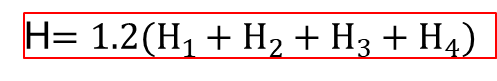 H= 1.2(H₁ + H₂ + H₃ + H₄)